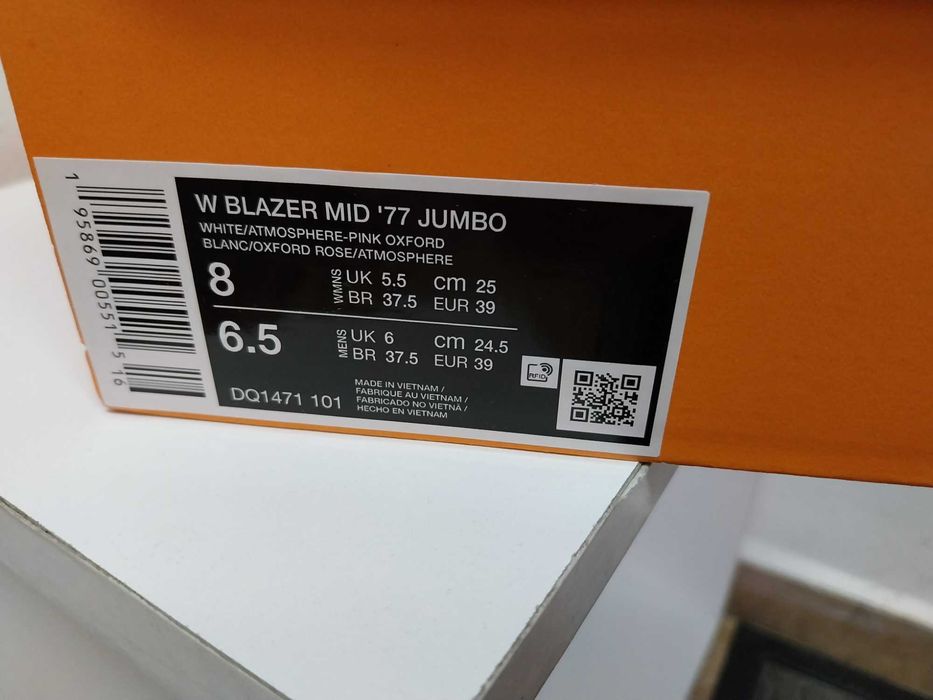 1 95869 00551 5 16
W BLAZER MID '77 JUMBO
WHITE/ATMOSPHERE-PINK OXFORD
BLANC/OXFORD ROSE/ATMOSPHERE
8 WMNS UK 5.5 cm 25
BR 37.5 EUR 39
6.5 MENS UK 6 cm 24.5
BR 37.5 EUR 39
DQ1471 101
MADE IN VIETNAM /
FABRIQUE AU VIETNAM /
FABRICADO NO VIETNÃ /
HECHO EN VIETNAM
RFID